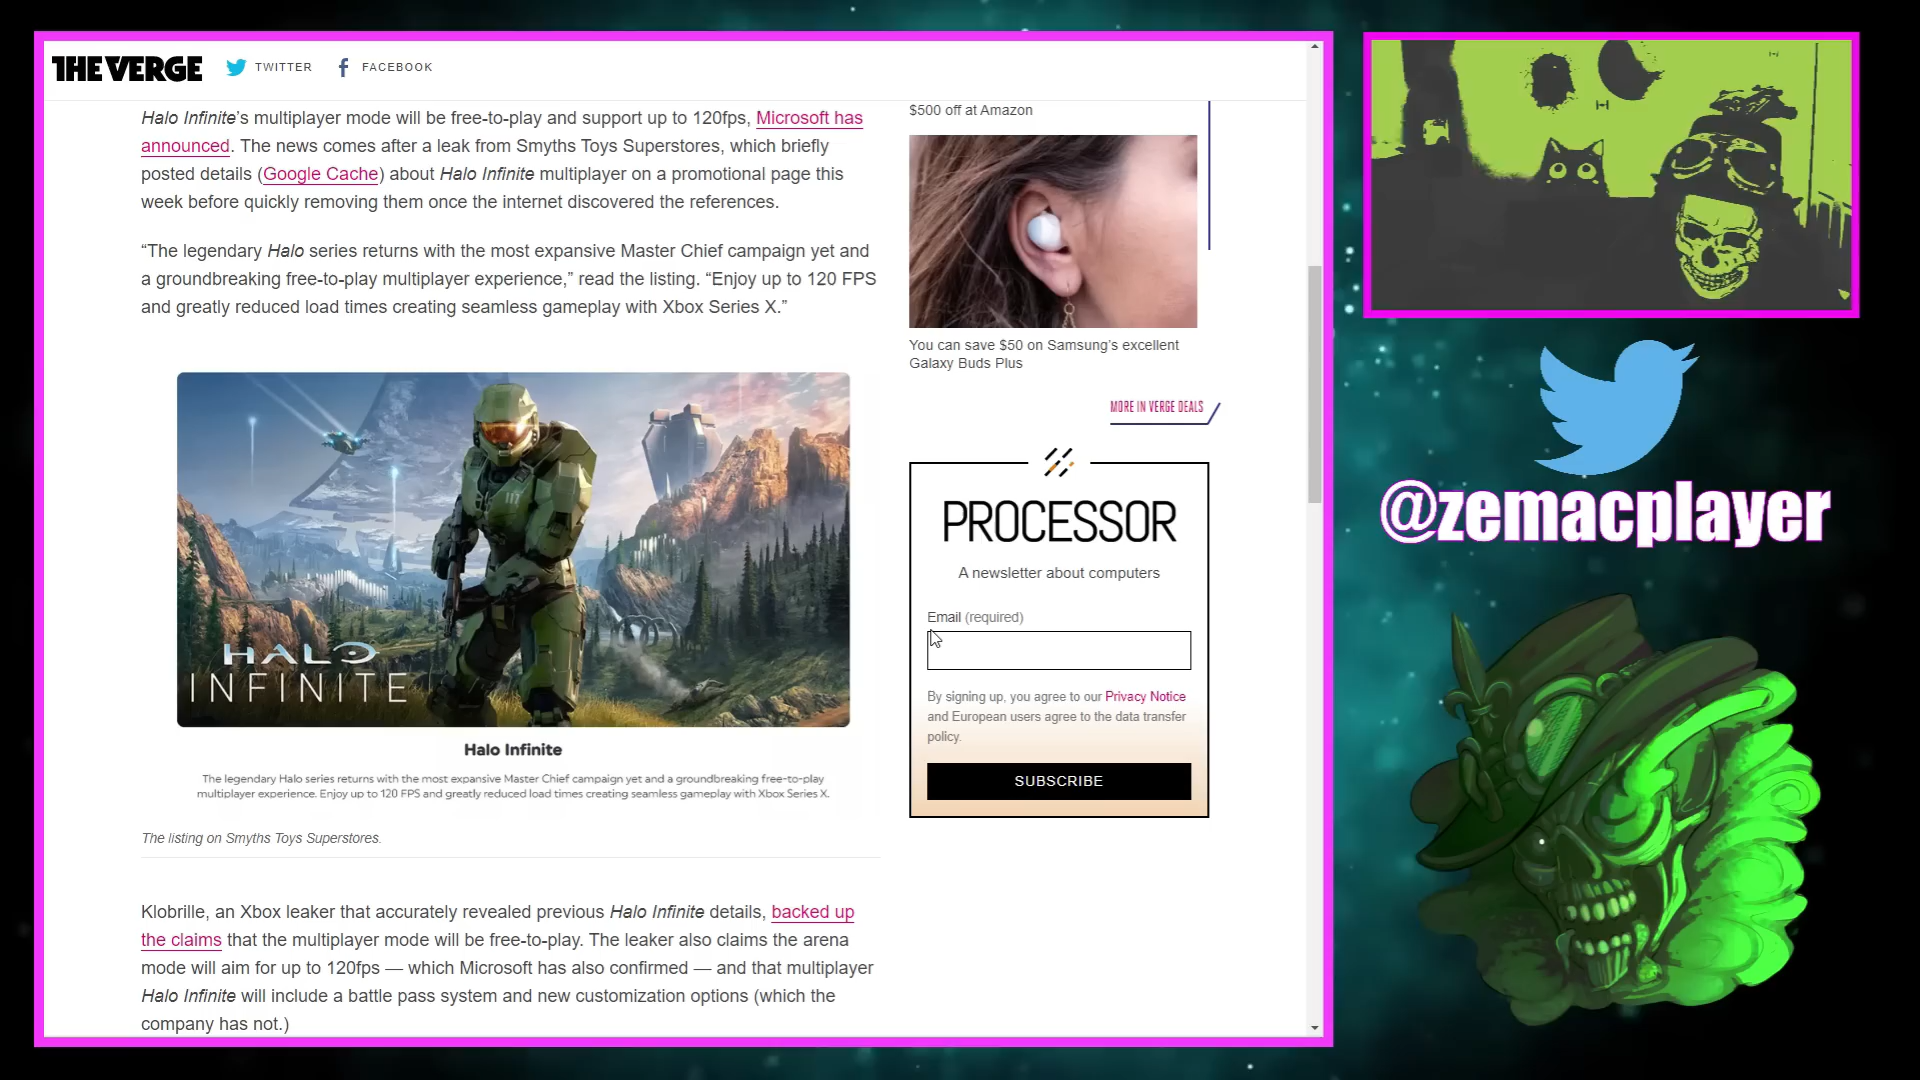 THE VERGE
TWITTER
FACEBOOK
Halo Infinite’s multiplayer mode will be free-to-play and support up to 120fps, Microsoft has
announced. The news comes after a leak from Smyths Toys Superstores, which briefly
posted details (Google Cache) about Halo Infinite multiplayer on a promotional page this
week before quickly removing them once the internet discovered the references.
“The legendary Halo series returns with the most expansive Master Chief campaign yet and
a groundbreaking free-to-play multiplayer experience,” read the listing. “Enjoy up to 120 FPS
and greatly reduced load times creating seamless gameplay with Xbox Series X.”
117
HALO
INFINITE
Halo Infinite
The legendary Halo series returns with the most expansive Master Chief campaign yet and a groundbreaking free-to-play
multiplayer experience. Enjoy up to 120 FPS and greatly reduced load times creating seamless gameplay with Xbox Series X.
The listing on Smyths Toys Superstores.
Klobrille, an Xbox leaker that accurately revealed previous Halo Infinite details, backed up
the claims that the multiplayer mode will be free-to-play. The leaker also claims the arena
mode will aim for up to 120fps — which Microsoft has also confirmed — and that multiplayer
Halo Infinite will include a battle pass system and new customization options (which the
company has not.)
$500 off at Amazon
You can save $50 on Samsung’s excellent
Galaxy Buds Plus
MORE IN VERGE DEALS
PROCESSOR
A newsletter about computers
Email (required)
By signing up, you agree to our Privacy Notice
and European users agree to the data transfer
policy.
SUBSCRIBE
@zemacplayer